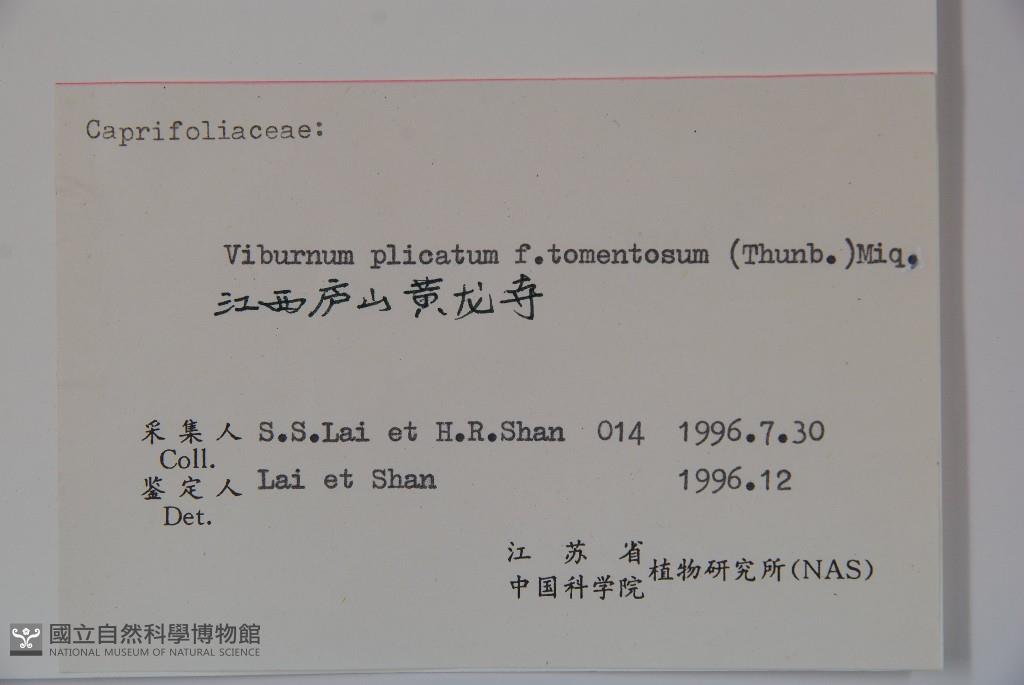 Caprifoliaceae:
Viburnum plicatum f.tomentosum (Thunb.)Miq.
江西庐山黄龙寺
采集人 S.S.Lai et H.R.Shan 014 1996.7.30
Coll.
鉴定人 Lai et Shan 1996.12
Det.
江苏省
中国科学院 植物研究所(NAS)
國立自然科學博物館
NATIONAL MUSEUM OF NATURAL SCIENCE